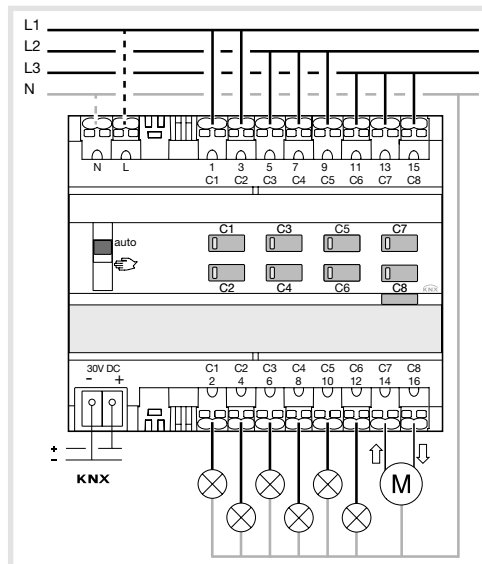 L1
L2
L3
N
N L 1 3 5 7 9 11 13 15
C1 C2 C3 C4 C5 C6 C7 C8
C1 C3 C5 C7
auto
C2 C4 C6 C8
KNX
30V DC C1 C2 C3 C4 C5 C6 C7 C8
- + 2 4 6 8 10 12 14 16
+
-
KNX
M